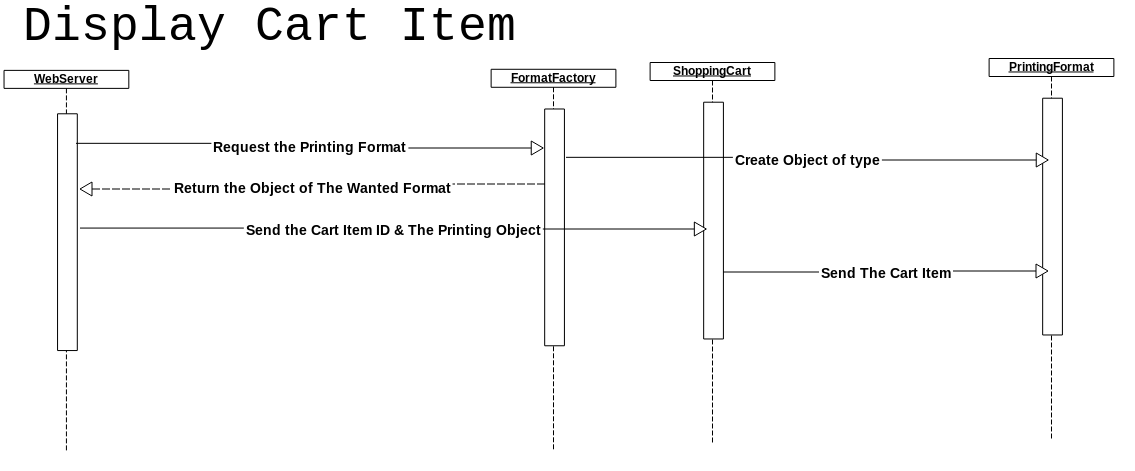 Display Cart Item
WebServer
FormatFactory
ShoppingCart
PrintingFormat
Request the Printing Format
Create Object of type
Return the Object of The Wanted Format
Send the Cart Item ID & The Printing Object
Send The Cart Item